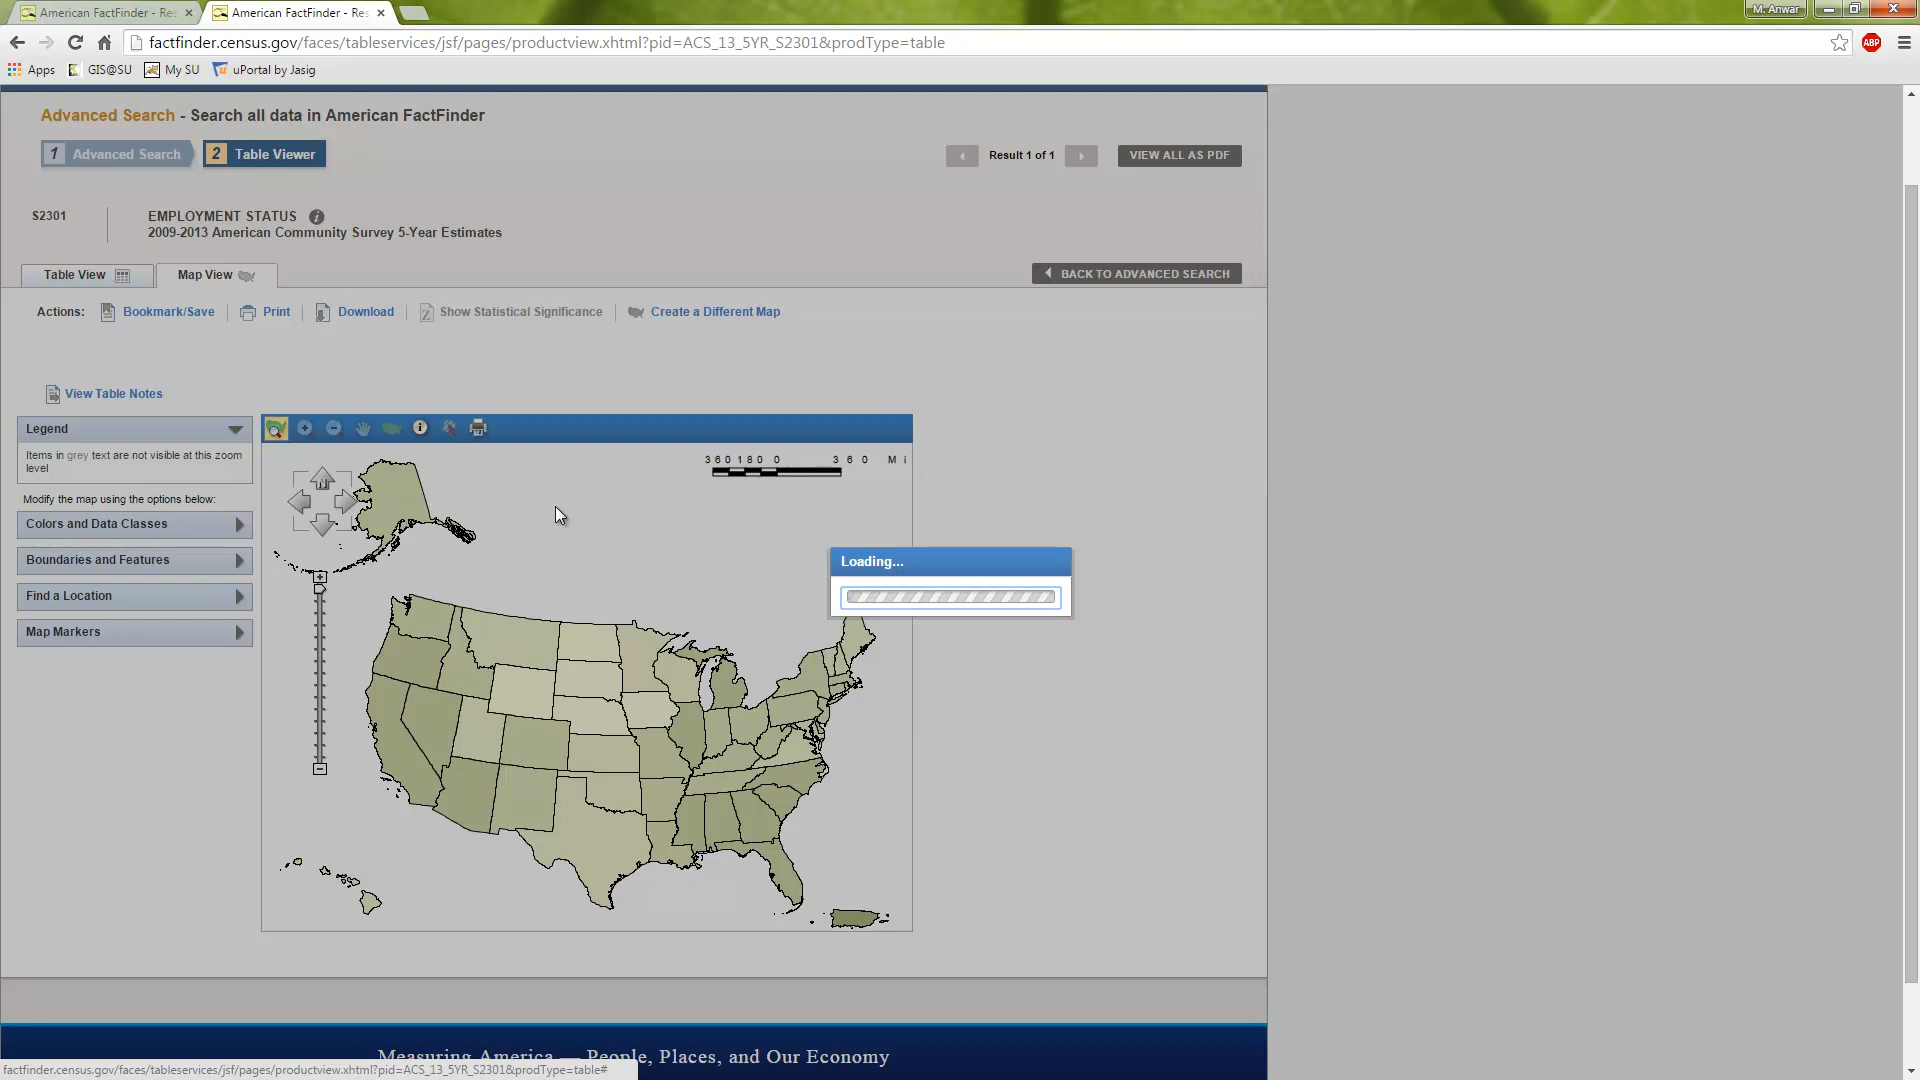 American FactFinder - Res
American FactFinder - Res
M. Anwar
factfinder.census.gov/faces/tableservices/jsf/pages/productview.xhtml?pid=ACS_13_5YR_S2301&prodType=table
ABP
Apps GIS@SU My SU uPortal by Jasig
Advanced Search - Search all data in American FactFinder
1 Advanced Search 2 Table Viewer
Result 1 of 1
VIEW ALL AS PDF
S2301
EMPLOYMENT STATUS i
2009-2013 American Community Survey 5-Year Estimates
Table View
Map View
BACK TO ADVANCED SEARCH
Actions: Bookmark/Save Print Download Z Show Statistical Significance Create a Different Map
View Table Notes
Legend
Items in grey text are not visible at this zoom
level
Modify the map using the options below:
Colors and Data Classes
Boundaries and Features
Find a Location
Map Markers
360180 0 360 Mi
N
Loading...
Measuring America — People, Places, and Our Economy
factfinder.census.gov/faces/tableservices/jsf/pages/productview.xhtml?pid=ACS_13_5YR_S2301&prodType=table#